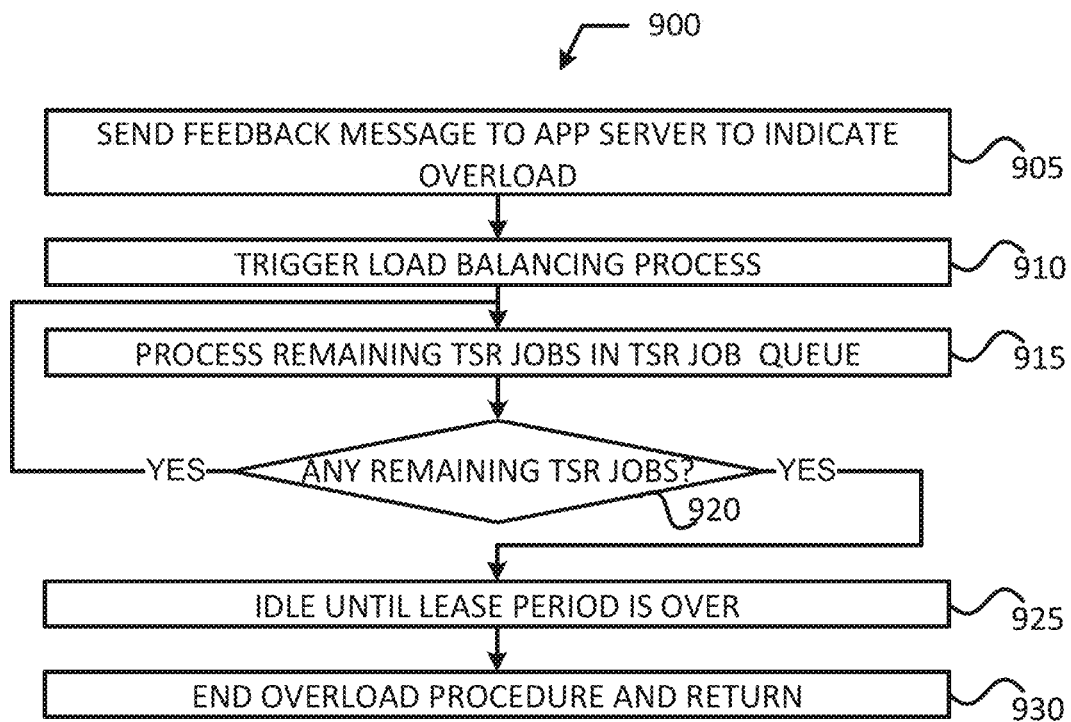 900
SEND FEEDBACK MESSAGE TO APP SERVER TO INDICATE
OVERLOAD
905
TRIGGER LOAD BALANCING PROCESS
910
PROCESS REMAINING TSR JOBS IN TSR JOB QUEUE
915
YES
ANY REMAINING TSR JOBS?
YES
920
IDLE UNTIL LEASE PERIOD IS OVER
925
END OVERLOAD PROCEDURE AND RETURN
930